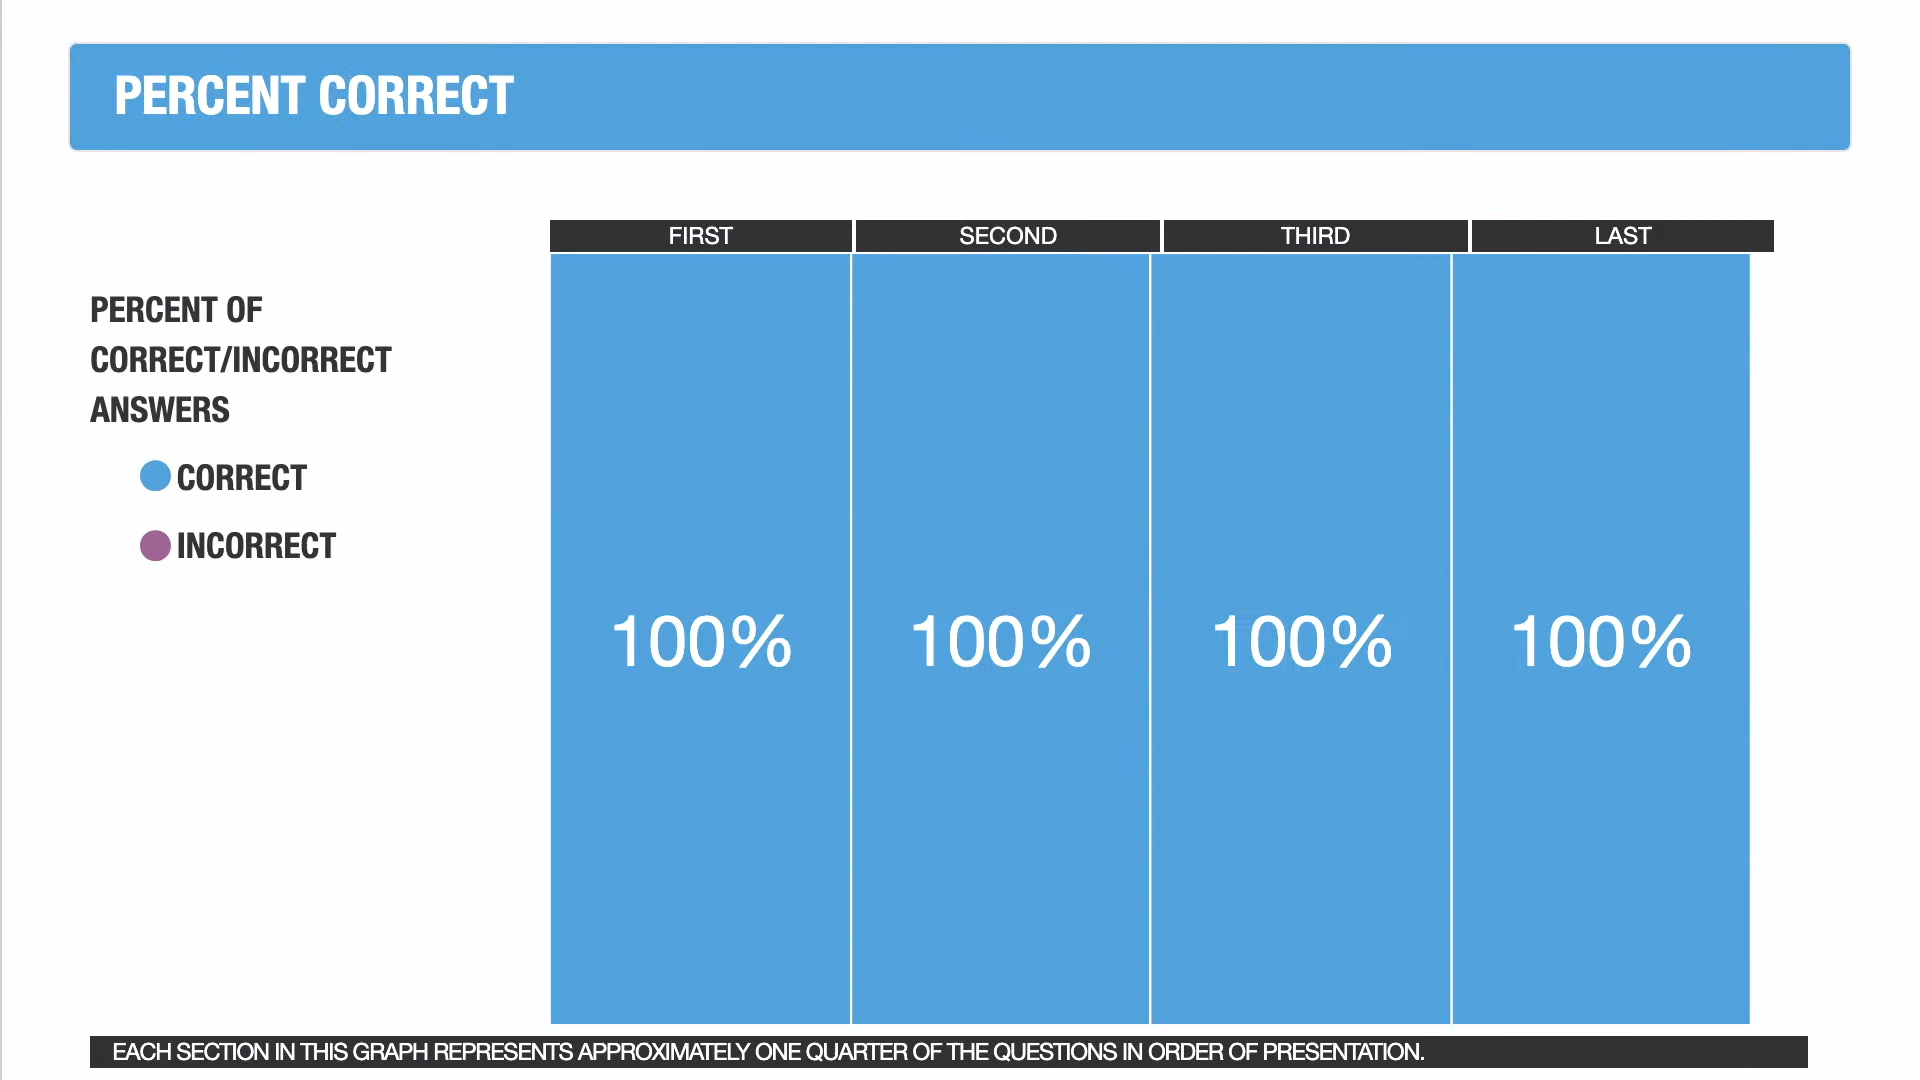 PERCENT CORRECT
FIRST
SECOND
THIRD
LAST
PERCENT OF
CORRECT/INCORRECT
ANSWERS
CORRECT
INCORRECT
100%
100%
100%
100%
EACH SECTION IN THIS GRAPH REPRESENTS APPROXIMATELY ONE QUARTER OF THE QUESTIONS IN ORDER OF PRESENTATION.